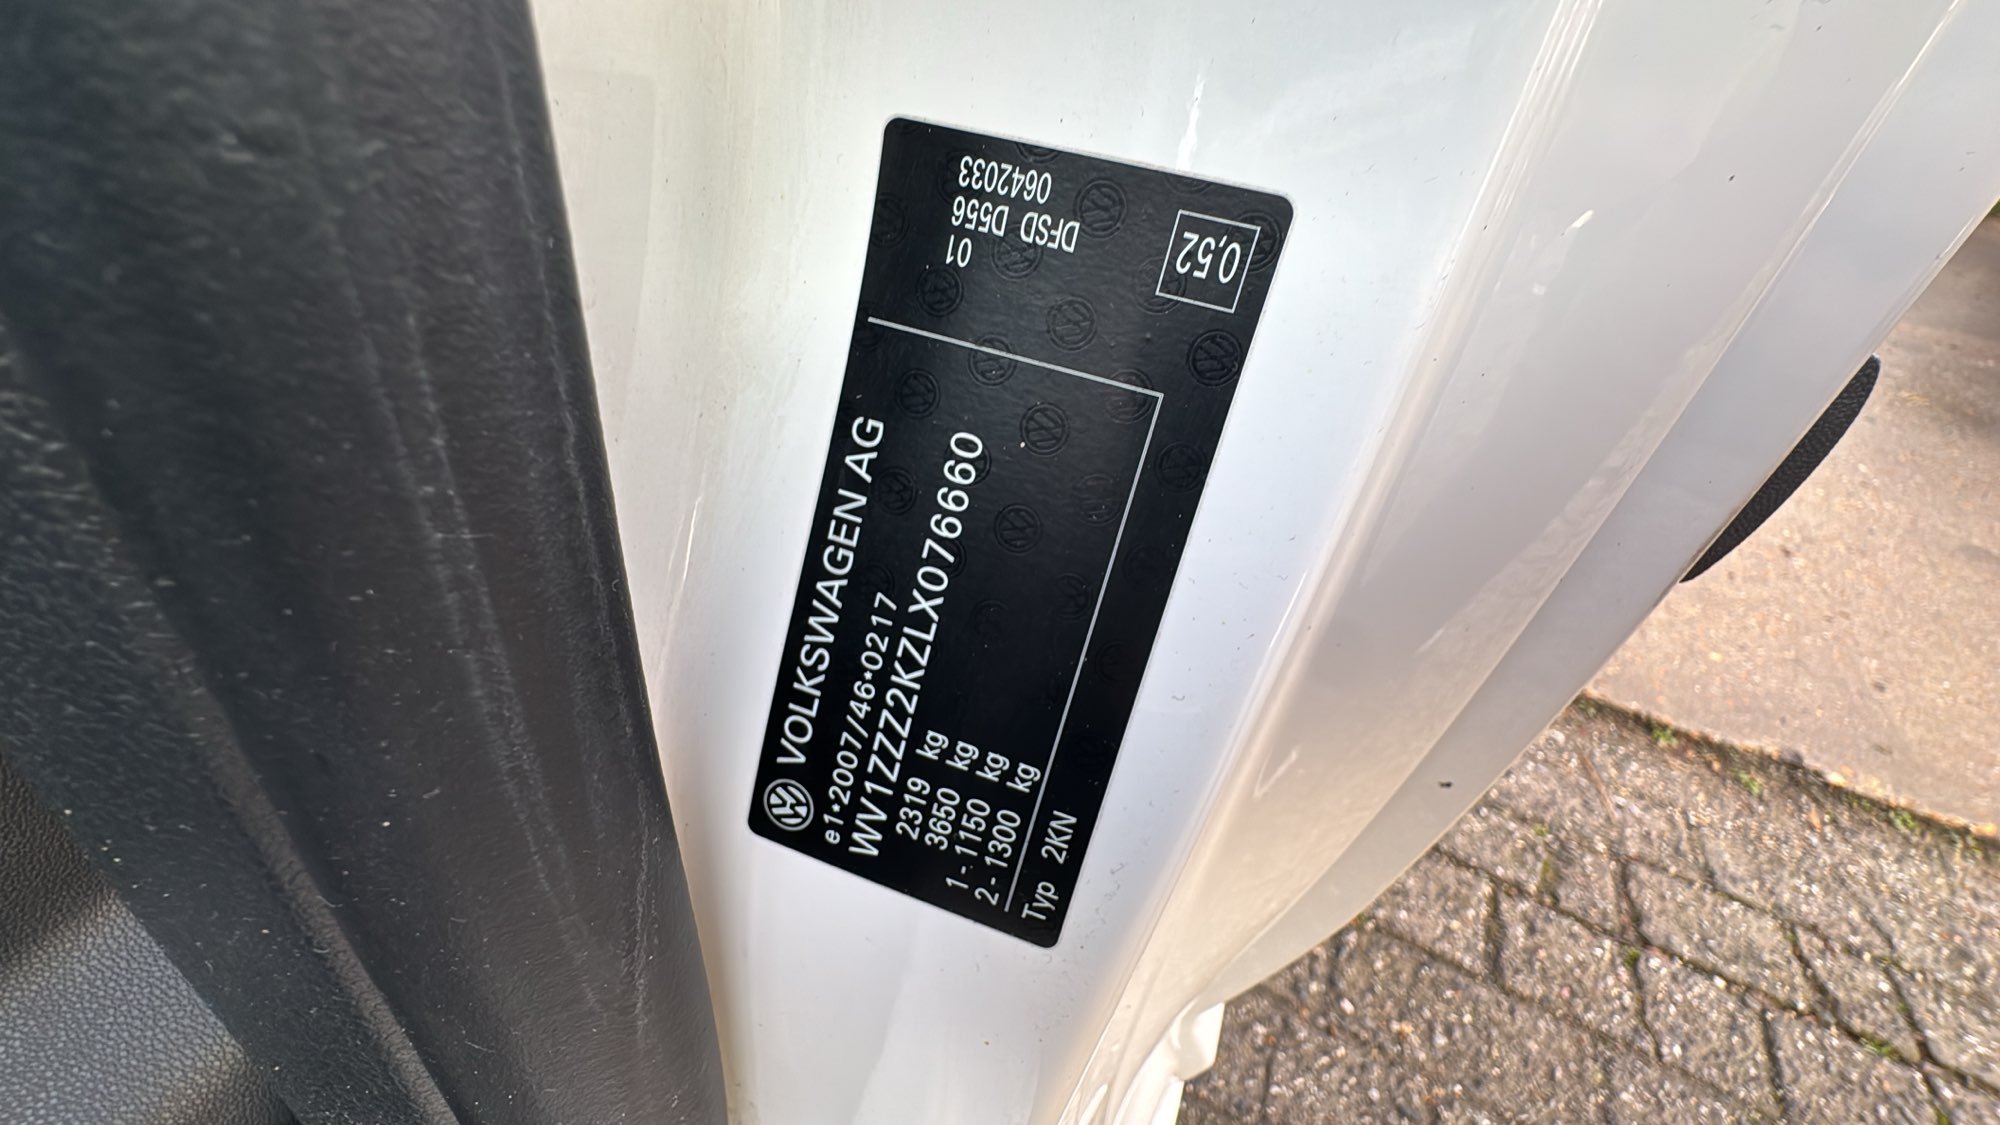 VOLKSWAGEN AG
e1*2007/46*0217
WV1ZZZ2KZLX076660
2319 kg
3650 kg
1- 1150 kg
2- 1300 kg
Typ 2KN
01
D556 0642033
DFSD
0,52